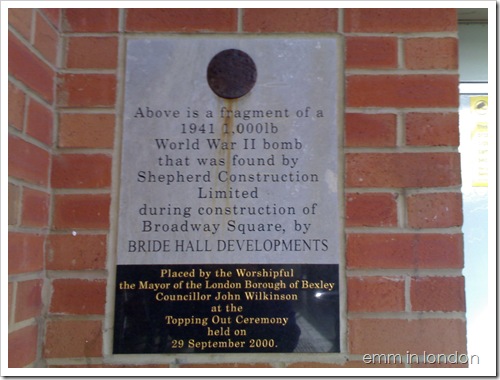 Above is a fragment of a
1941 1,000lb
World War II bomb
that was found by
Shepherd Construction
Limited
during construction of
Broadway Square, by
BRIDE HALL DEVELOPMENTS
Placed by the Worshipful
the Mayor of the London Borough of Bexley
Councillor John Wilkinson
at the
Topping Out Ceremony
held on
29 September 2000.
emm in london